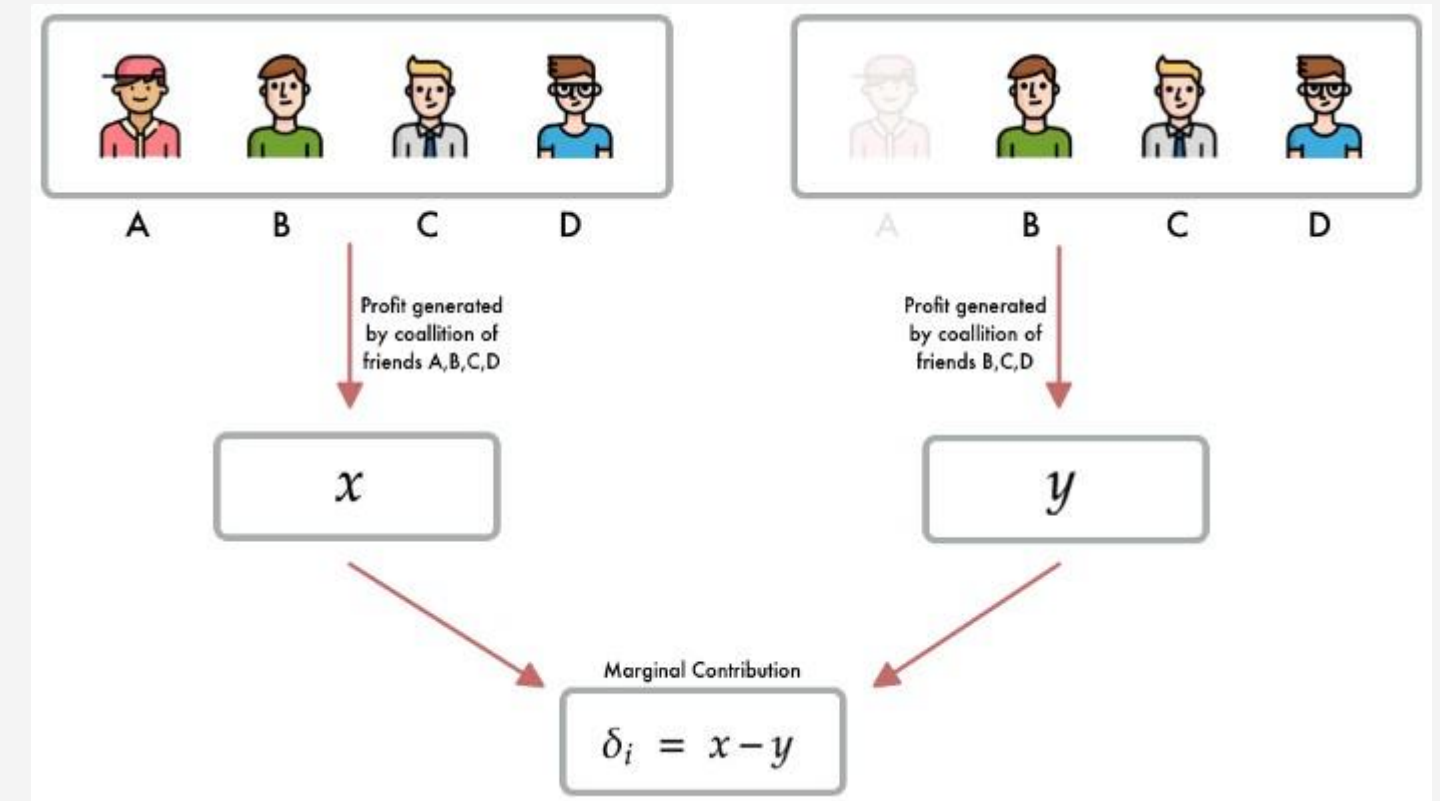 A B C D
A B C D
Profit generated
by coallition of
friends A,B,C,D
Profit generated
by coallition of
friends B,C,D
x
y
Marginal Contribution
δᵢ = x − y